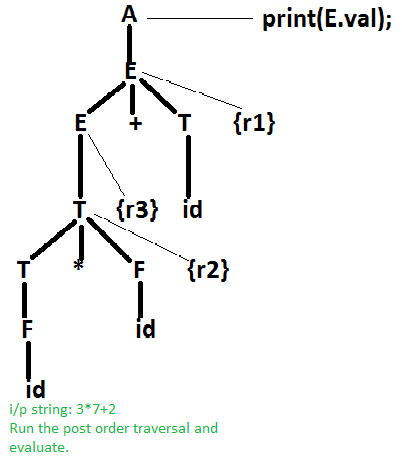 A print(E.val);
E
E + T {r1}
T {r3} id
T * F {r2}
F id
id
i/p string: 3*7+2
Run the post order traversal and
evaluate.